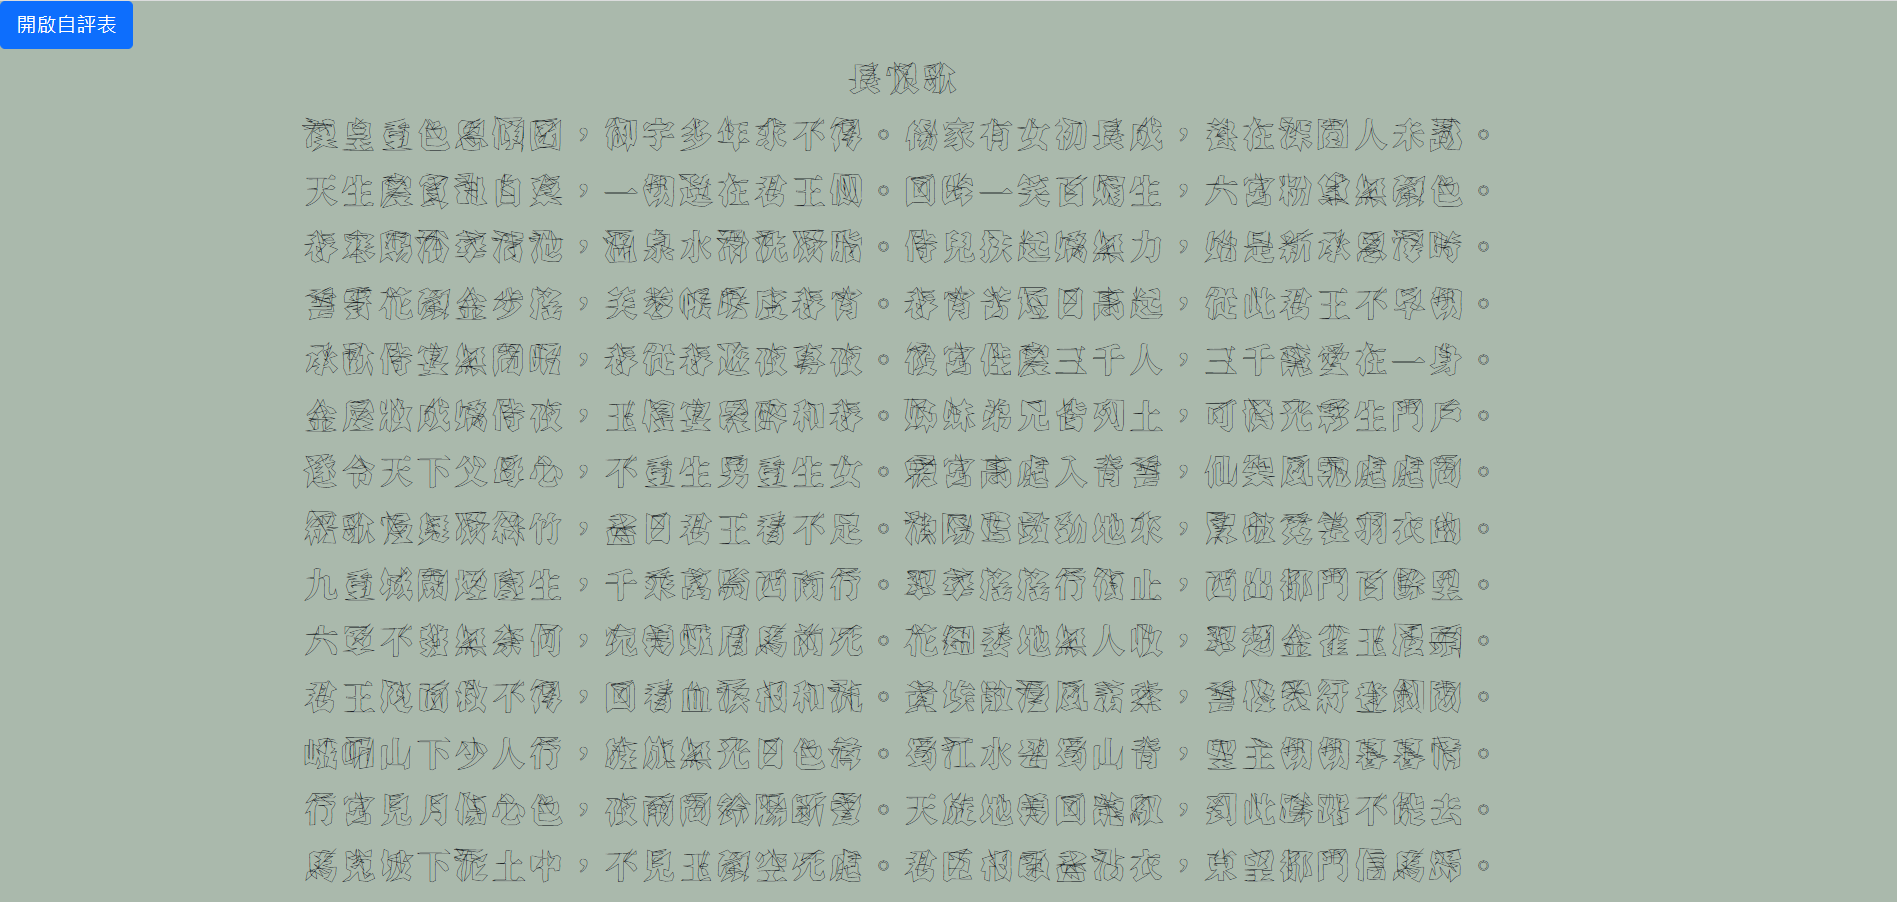 開啟自評表
長恨歌
漢皇重色思傾國,御宇多年求不得。楊家有女初長成,養在深閨人未識。
天生麗質難自棄,一朝選在君王側。回眸一笑百媚生,六宮粉黛無顏色。
春寒賜浴華清池,溫泉水滑洗凝脂。侍兒扶起嬌無力,始是新承恩澤時。
雲鬢花顏金步搖,芙蓉帳暖度春宵。春宵苦短日高起,從此君王不早朝。
承歡侍宴無閒暇,春從春遊夜專夜。後宮佳麗三千人,三千寵愛在一身。
金屋妝成嬌侍夜,玉樓宴罷醉和春。姊妹弟兄皆列土,可憐光彩生門戶。
遂令天下父母心,不重生男重生女。驪宮高處入青雲,仙樂風飄處處聞。
緩歌慢舞凝絲竹,盡日君王看不足。漁陽鼙鼓動地來,驚破霓裳羽衣曲。
九重城闕煙塵生,千乘萬騎西南行。翠華搖搖行復止,西出都門百餘里。
六軍不發無奈何,宛轉蛾眉馬前死。花鈿委地無人收,翠翹金雀玉搔頭。
君王掩面救不得,回看血淚相和流。黃埃散漫風蕭索,雲棧縈紆登劍閣。
峨嵋山下少人行,旌旗無光日色薄。蜀江水碧蜀山青,聖主朝朝暮暮情。
行宮見月傷心色,夜雨聞鈴腸斷聲。天旋地轉回龍馭,到此躊躇不能去。
馬嵬坡下泥土中,不見玉顏空死處。君臣相顧盡沾衣,東望都門信馬歸。